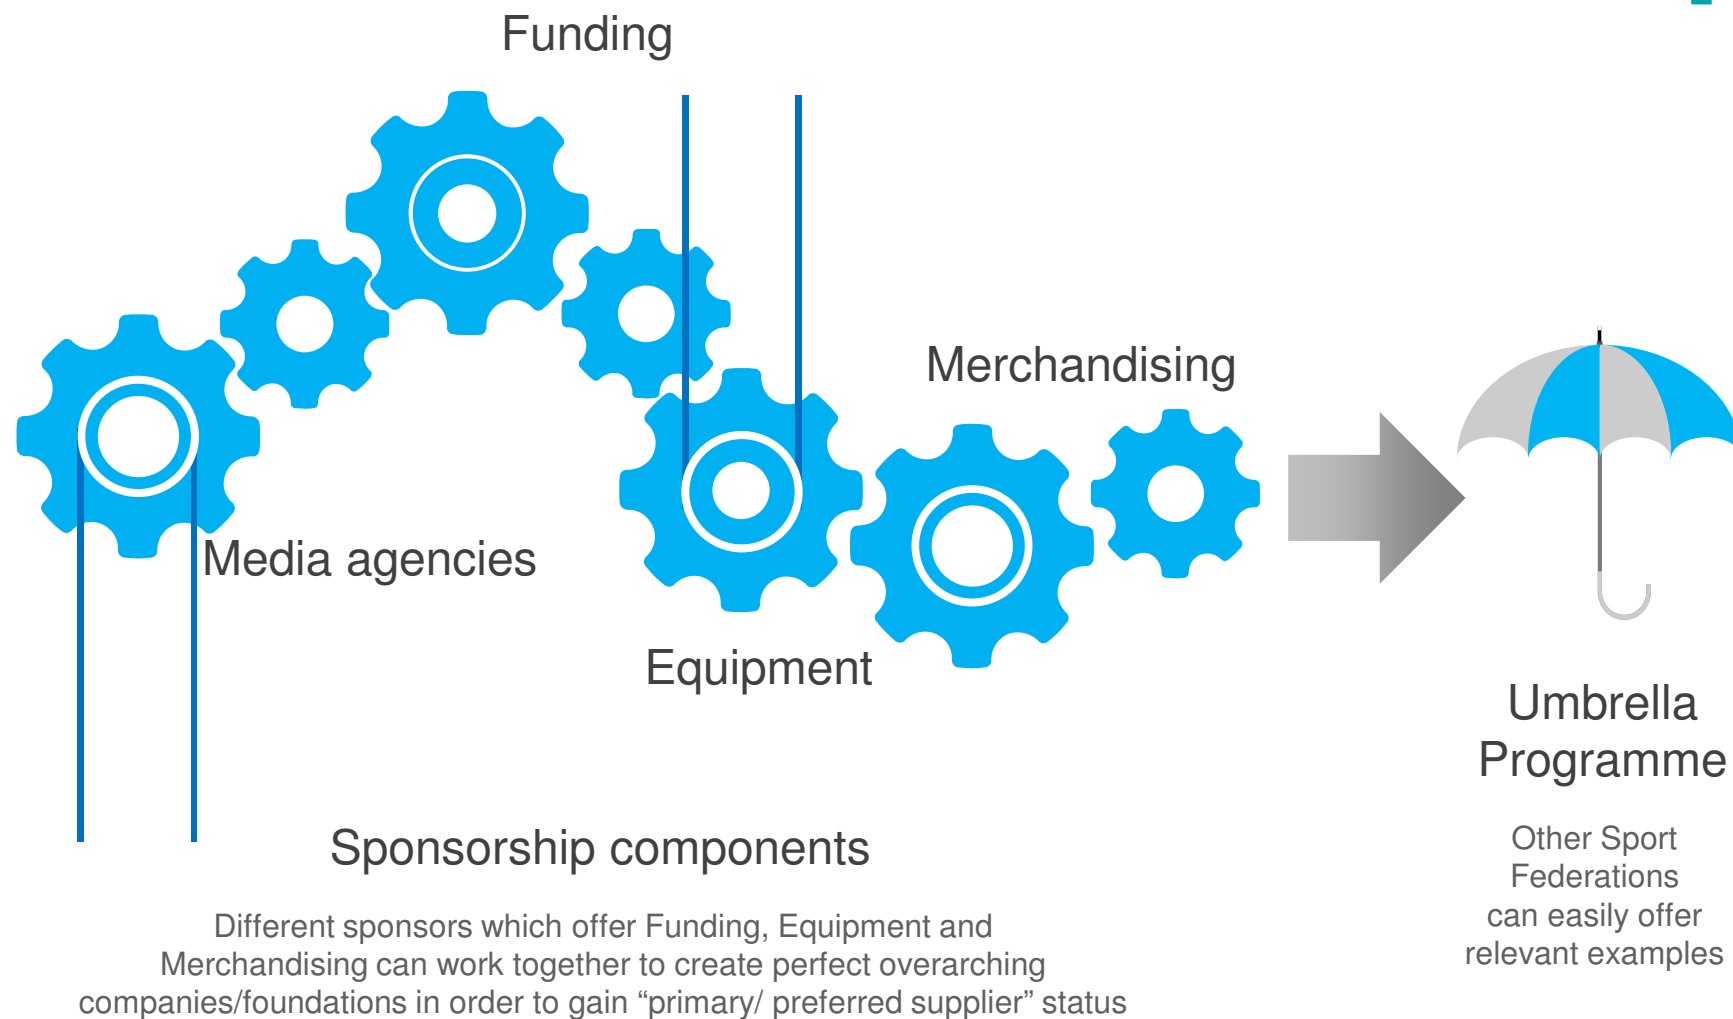 Funding
Merchandising
Media agencies
Equipment
Umbrella
Programme
Other Sport
Federations
can easily offer
relevant examples
Sponsorship components
Different sponsors which offer Funding, Equipment and
Merchandising can work together to create perfect overarching
companies/foundations in order to gain “primary/ preferred supplier” status